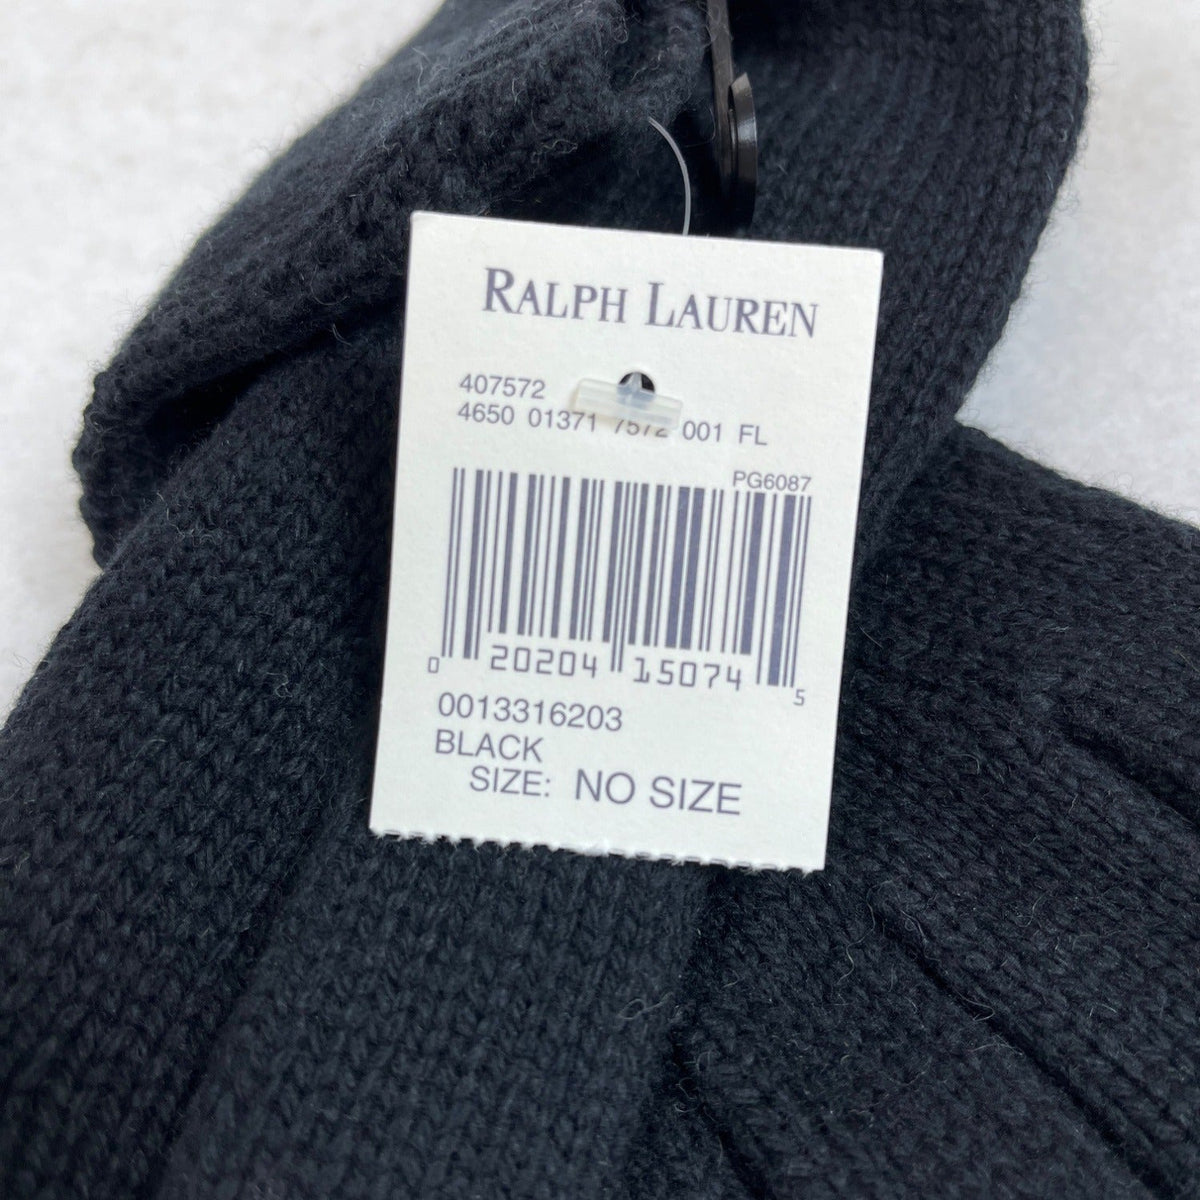 RALPH LAUREN
407572
4650 01371 7572 001 FL
PG6087
0 20204 15074 5
0013316203
BLACK
SIZE: NO SIZE